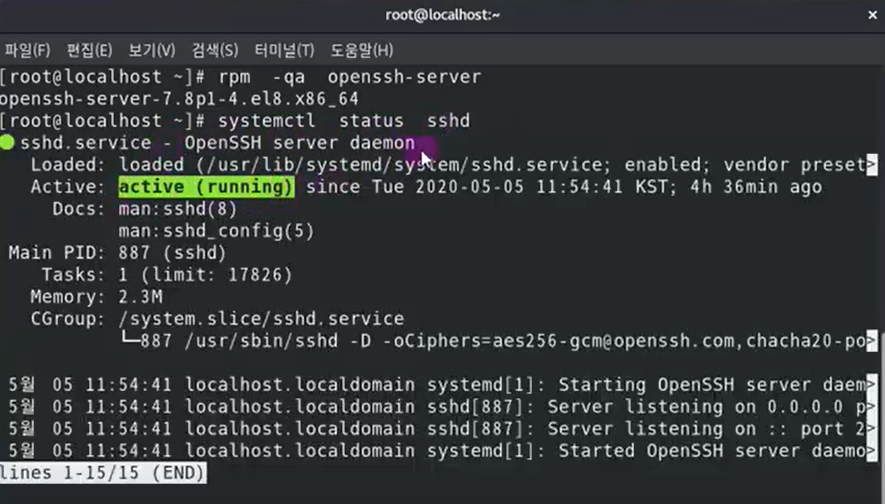 root@localhost:~
×
파일(F) 편집(E) 보기(V) 검색(S) 터미널(T) 도움말(H)
[root@localhost ~]# rpm -qa openssh-server
openssh-server-7.8p1-4.el8.x86_64
[root@localhost ~]# systemctl status sshd
● sshd.service - OpenSSH server daemon
Loaded: loaded (/usr/lib/systemd/system/sshd.service; enabled; vendor preset>
Active: active (running) since Tue 2020-05-05 11:54:41 KST; 4h 36min ago
Docs: man:sshd(8)
man:sshd_config(5)
Main PID: 887 (sshd)
Tasks: 1 (limit: 17826)
Memory: 2.3M
CGroup: /system.slice/sshd.service
└─887 /usr/sbin/sshd -D -oCiphers=aes256-gcm@openssh.com,chacha20-po>
5월 05 11:54:41 localhost.localdomain systemd[1]: Starting OpenSSH server daem>
5월 05 11:54:41 localhost.localdomain sshd[887]: Server listening on 0.0.0.0 p>
5월 05 11:54:41 localhost.localdomain sshd[887]: Server listening on :: port 2>
5월 05 11:54:41 localhost.localdomain systemd[1]: Started OpenSSH server daemo>
lines 1-15/15 (END)